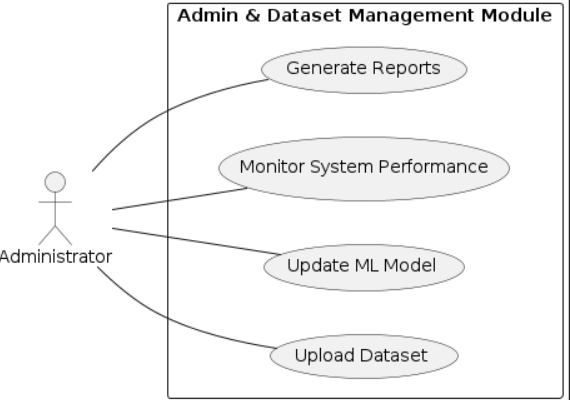 Admin & Dataset Management Module
Generate Reports
Monitor System Performance
Administrator
Update ML Model
Upload Dataset